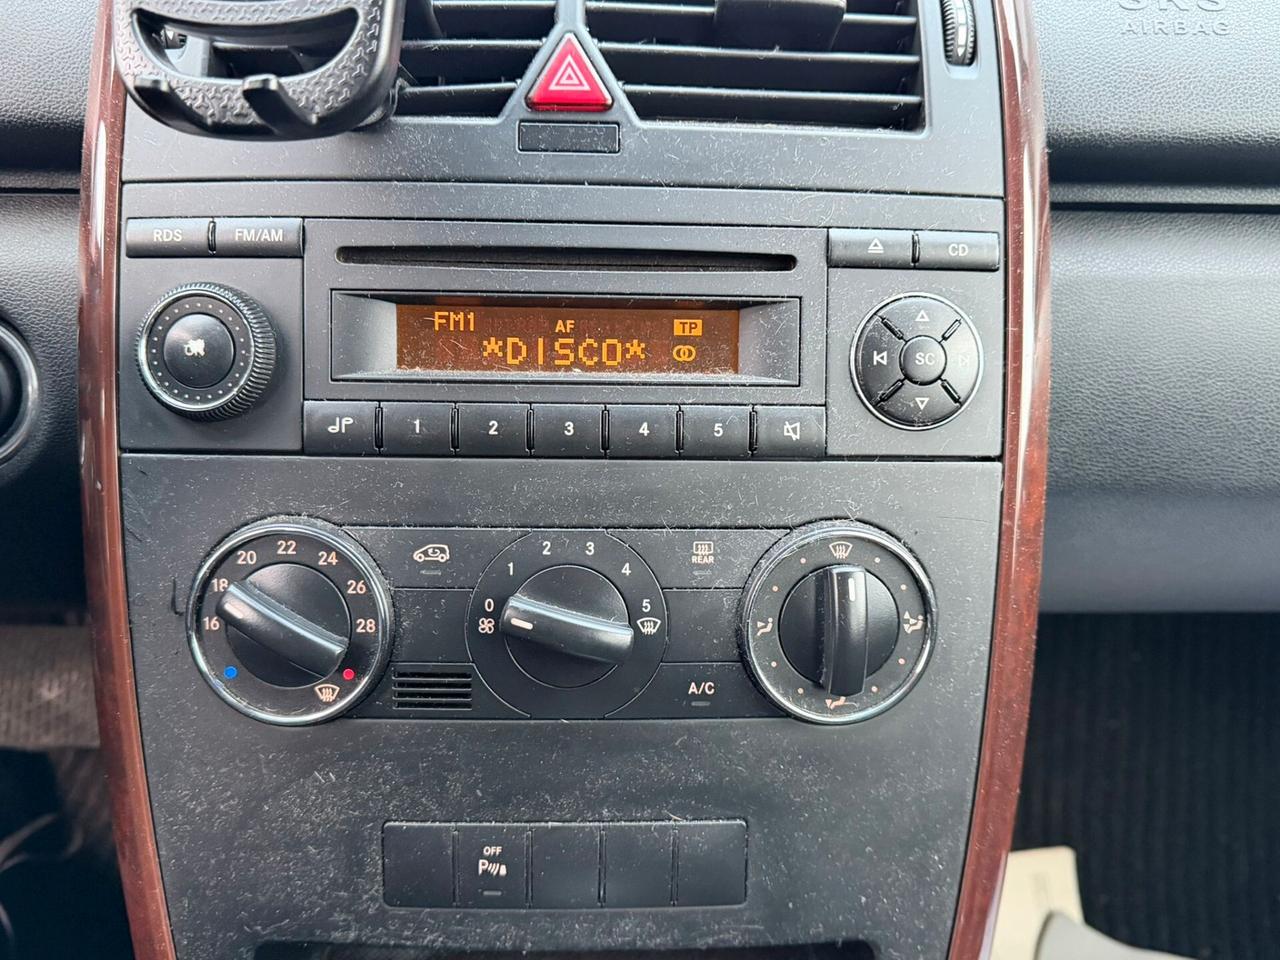 AIRBAG
RDS
FM/AM
CD
FM1
AF
TP
*DISCO*
SC
1
2
3
4
5
16
18
20
22
24
26
28
0
1
2
3
4
5
REAR
A/C
OFF
P